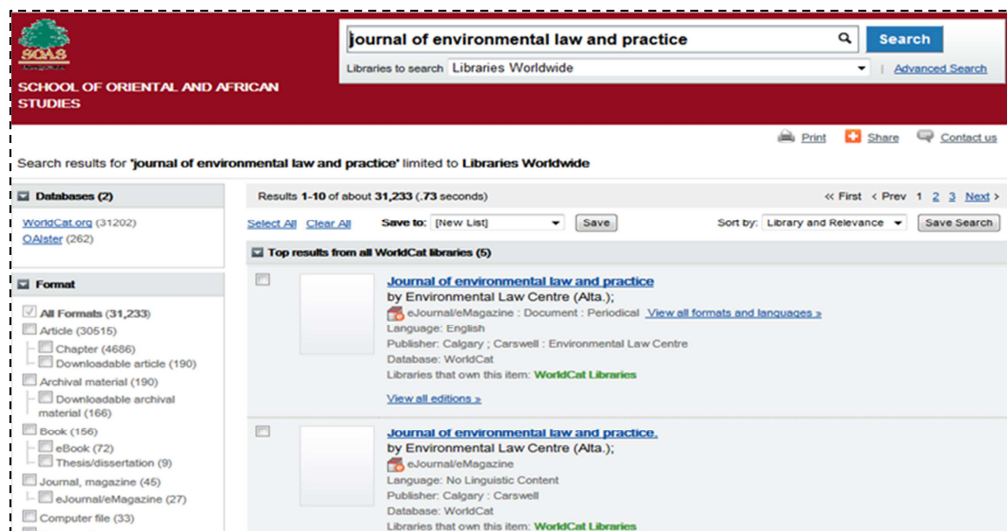 SOAS
SCHOOL OF ORIENTAL AND AFRICAN
STUDIES
journal of environmental law and practice
Search
Libraries to search Libraries Worldwide
| Advanced Search
Print Share Contact us
Search results for 'journal of environmental law and practice' limited to Libraries Worldwide
Databases (2)
WorldCat.org (31202)
OAIster (262)
Format
All Formats (31,233)
Article (30515)
Chapter (4686)
Downloadable article (190)
Archival material (190)
Downloadable archival
material (166)
Book (156)
eBook (72)
Thesis/dissertation (9)
Journal, magazine (45)
eJournal/eMagazine (27)
Computer file (33)
Results 1-10 of about 31,233 (.73 seconds)
« First < Prev 1 2 3 Next >
Select All Clear All Save to: [New List] Save Sort by: Library and Relevance Save Search
Top results from all WorldCat libraries (5)
Journal of environmental law and practice
by Environmental Law Centre (Alta.);
eJournal/eMagazine : Document : Periodical View all formats and languages »
Language: English
Publisher: Calgary ; Carswell : Environmental Law Centre
Database: WorldCat
Libraries that own this item: WorldCat Libraries
View all editions »
Journal of environmental law and practice.
by Environmental Law Centre (Alta.);
eJournal/eMagazine
Language: No Linguistic Content
Publisher: Calgary : Carswell
Database: WorldCat
Libraries that own this item: WorldCat Libraries